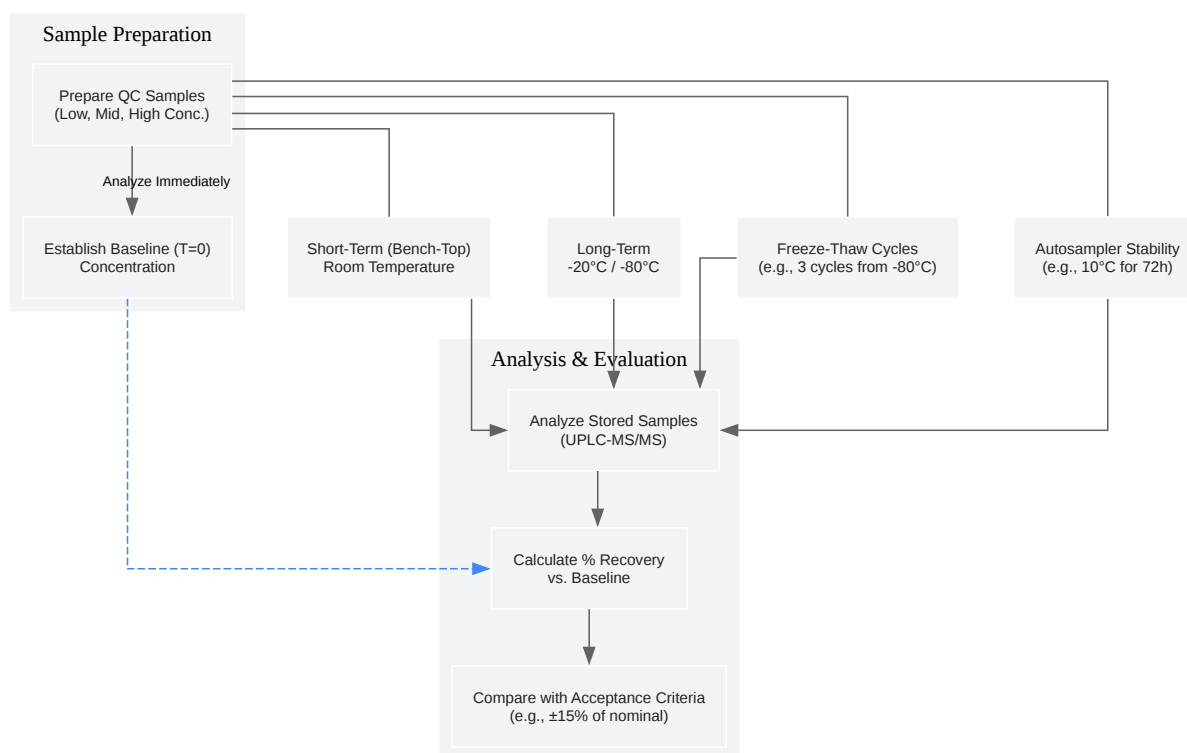 Sample Preparation
Prepare QC Samples
(Low, Mid, High Conc.)
Analyze Immediately
Establish Baseline (T=0)
Concentration
Short-Term (Bench-Top)
Room Temperature
Long-Term
-20°C / -80°C
Freeze-Thaw Cycles
(e.g., 3 cycles from -80°C)
Autosampler Stability
(e.g., 10°C for 72h)
Analysis & Evaluation
Analyze Stored Samples
(UPLC-MS/MS)
Calculate % Recovery
vs. Baseline
Compare with Acceptance Criteria
(e.g., ±15% of nominal)